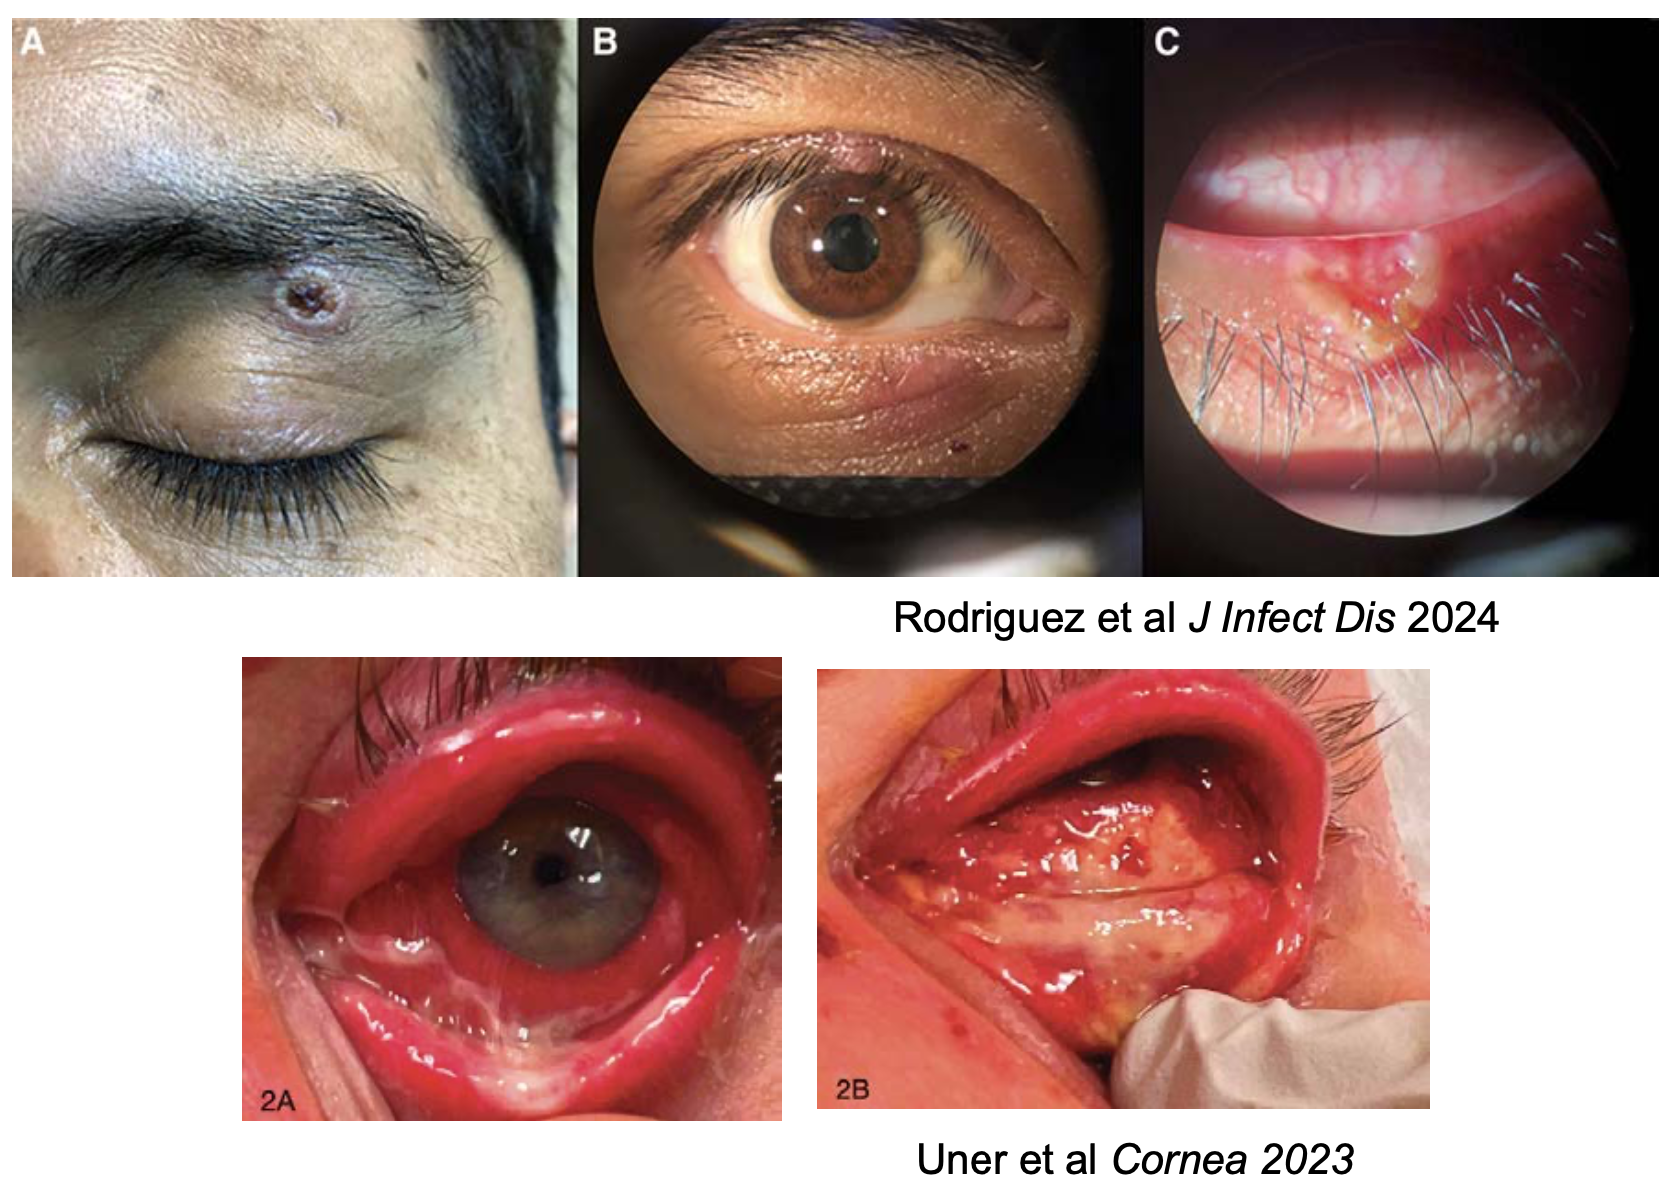 A
B
C
Rodriguez et al J Infect Dis 2024
2A
2B
Uner et al Cornea 2023